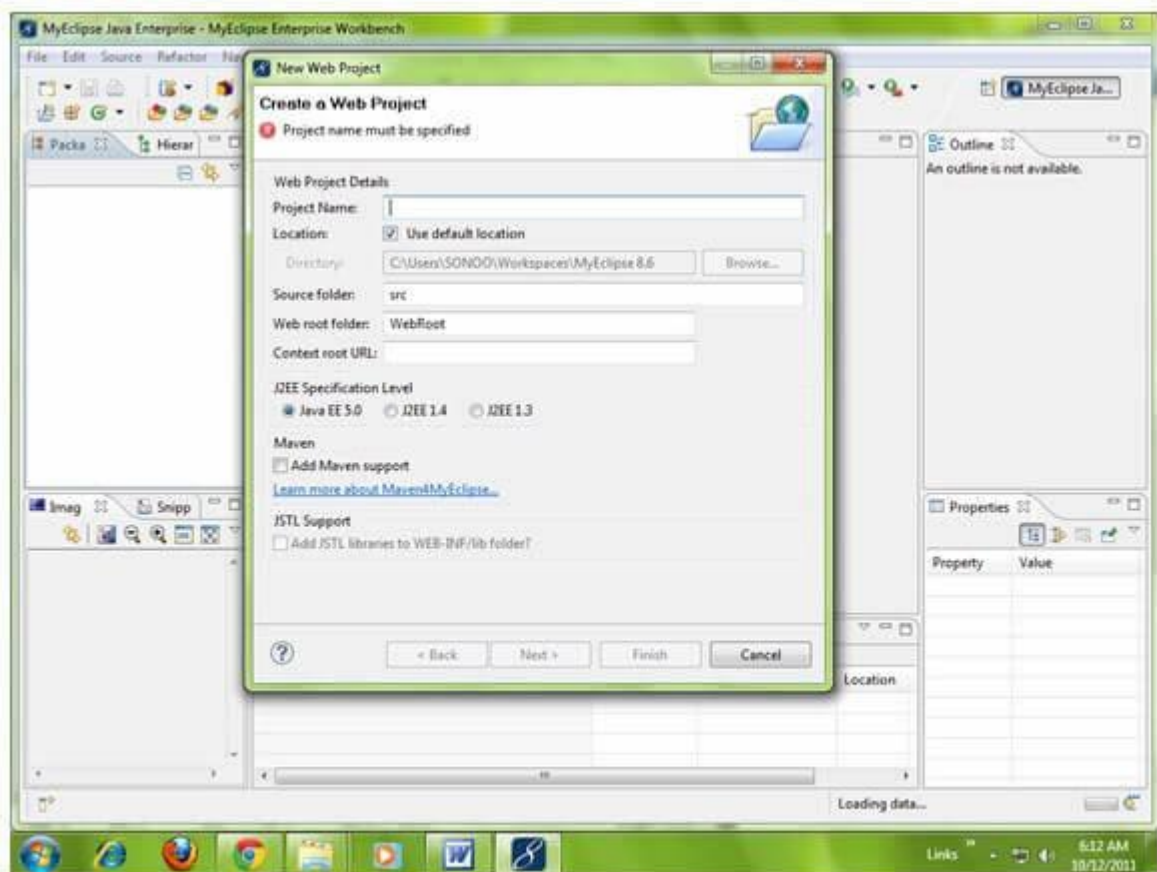 MyEclipse Java Enterprise - MyEclipse Enterprise Workbench
File Edit Source Refactor
MyEclipse Ja...
Packa
Hierar
Outline
An outline is not available.
New Web Project
Create a Web Project
Project name must be specified
Web Project Details
Project Name:
Location: Use default location
Directory: C:\Users\SONOO\Workspaces\MyEclipse 8.6 Browse...
Source folder: src
Web root folder: WebRoot
Context root URL:
J2EE Specification Level
Java EE 5.0 J2EE 1.4 J2EE 1.3
Maven
Add Maven support
Learn more about Maven4MyEclipse...
JSTL Support
Add JSTL libraries to WEB-INF/lib folder?
< Back Next > Finish Cancel
Imag
Snipp
Properties
Property Value
Location
Loading data...
Links
6:12 AM
10/12/2011